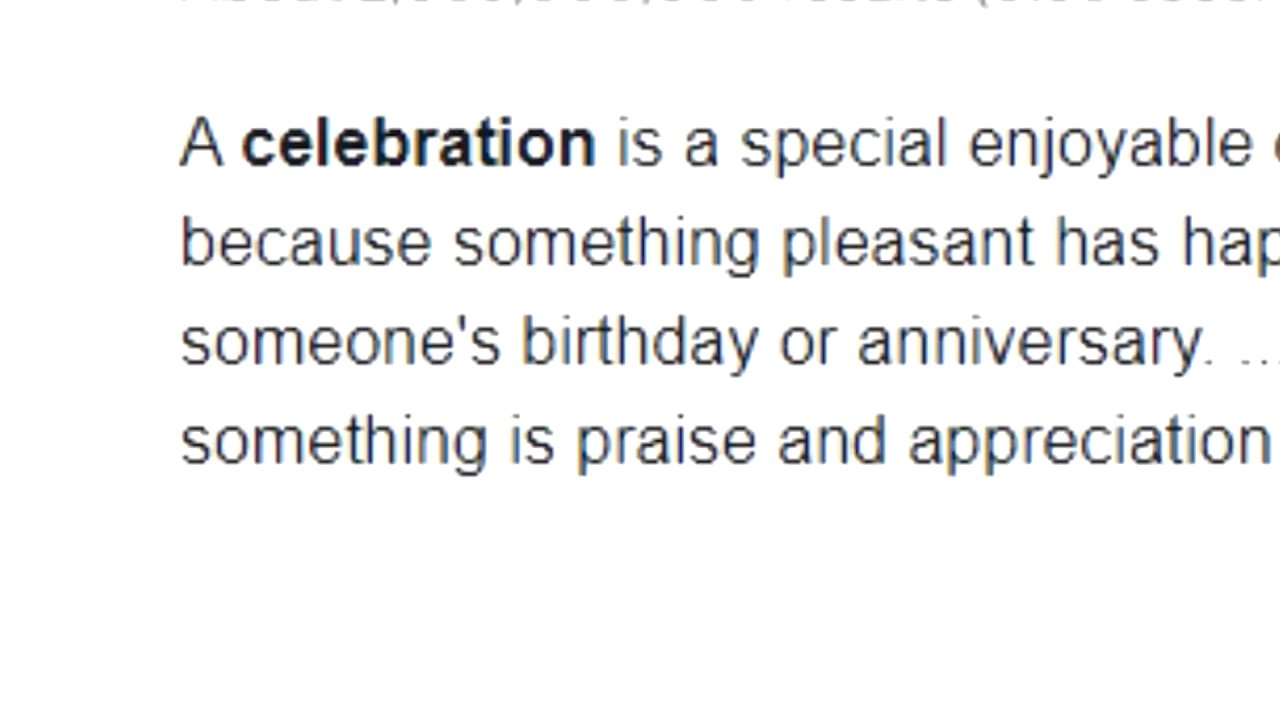 A celebration is a special enjoyable
because something pleasant has
someone's birthday or anniversary. ...
something is praise and appreciation